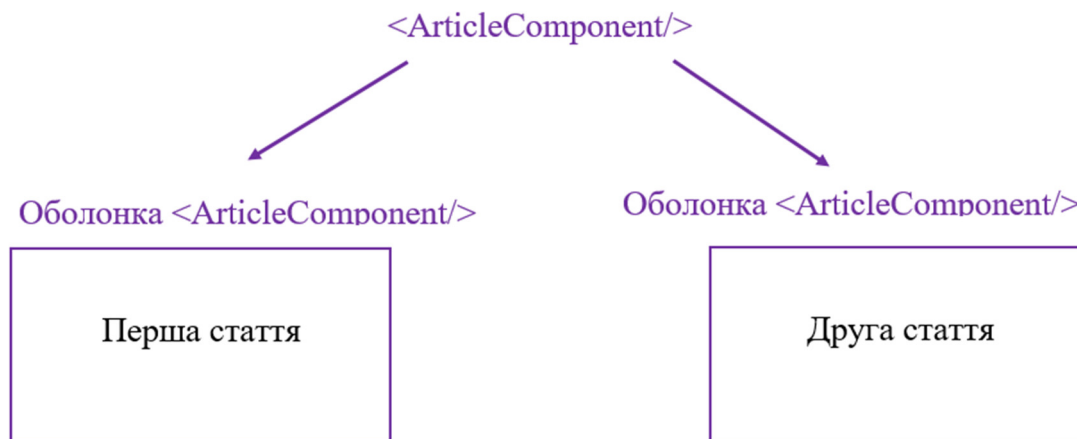 <ArticleComponent/>
Оболонка <ArticleComponent/>
Оболонка <ArticleComponent/>
Перша стаття
Друга стаття